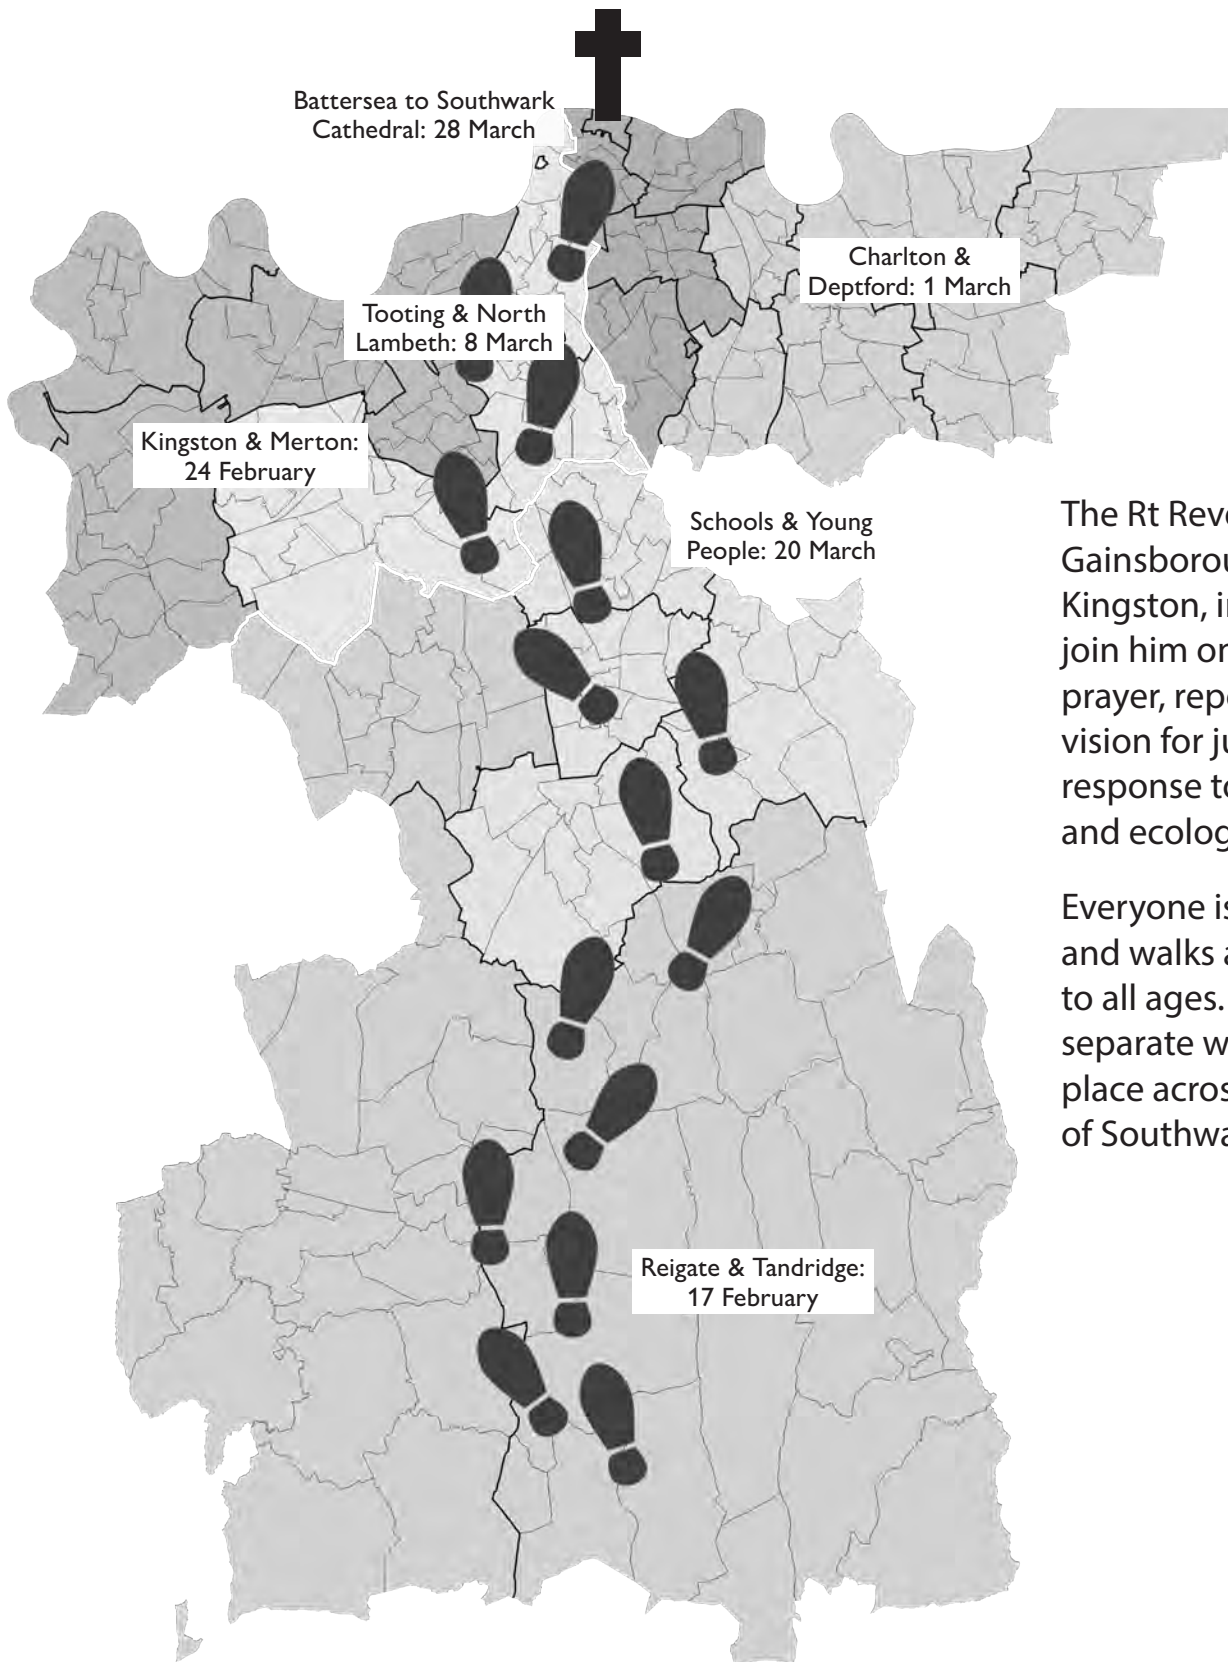 Battersea to Southwark
Cathedral: 28 March
Charlton &
Deptford: 1 March
Tooting & North
Lambeth: 8 March
Kingston & Merton:
24 February
Schools & Young
People: 20 March
Reigate & Tandridge:
17 February
The Rt Reve
Gainsborou
Kingston, in
join him on
prayer, repe
vision for ju
response to
and ecolog
Everyone is
and walks a
to all ages.
separate w
place acros
of Southwa